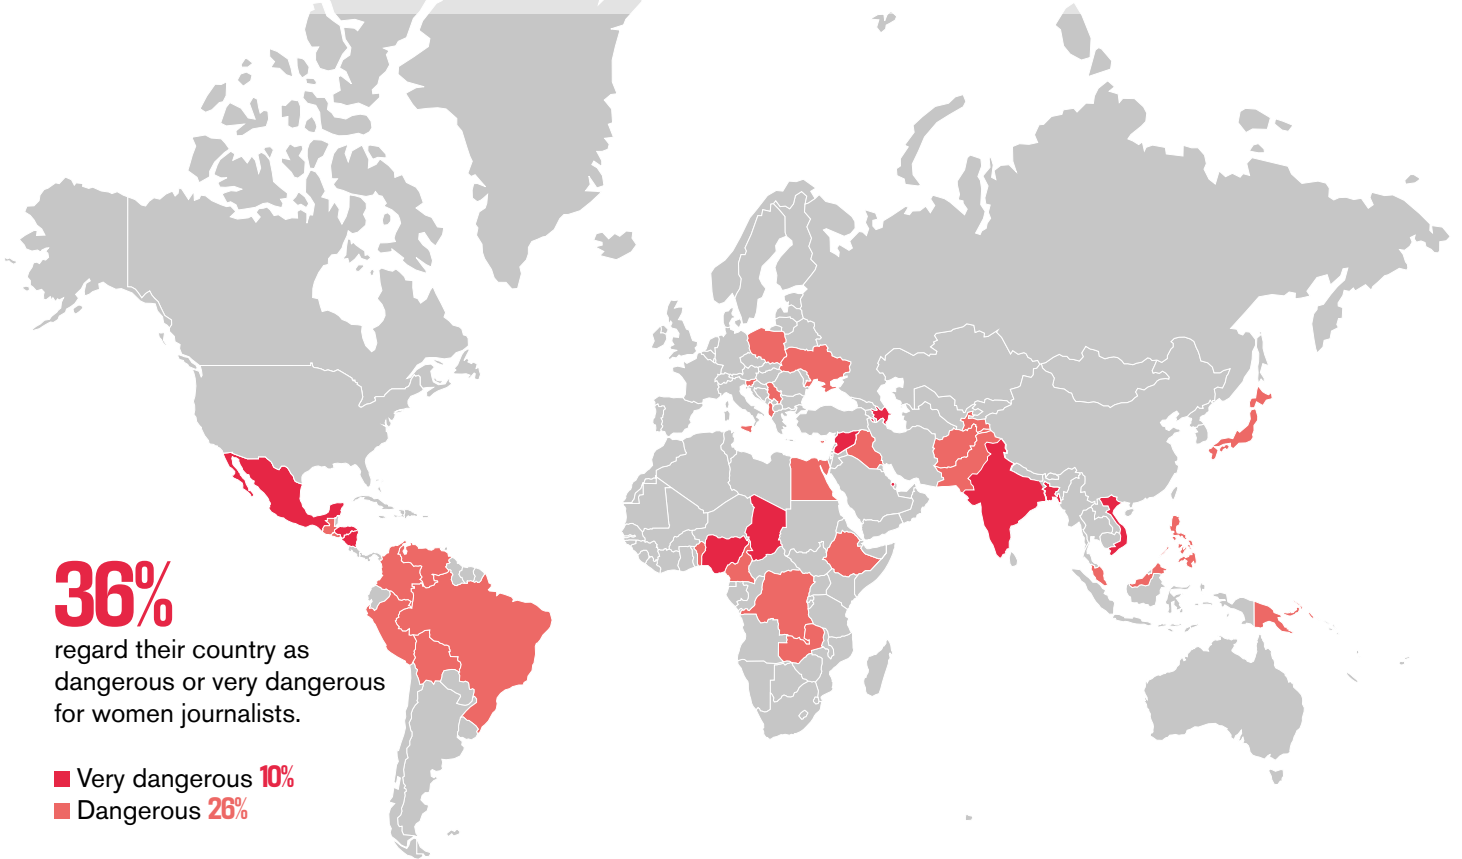 36%
regard their country as
dangerous or very dangerous
for women journalists.
Very dangerous 10%
Dangerous 26%